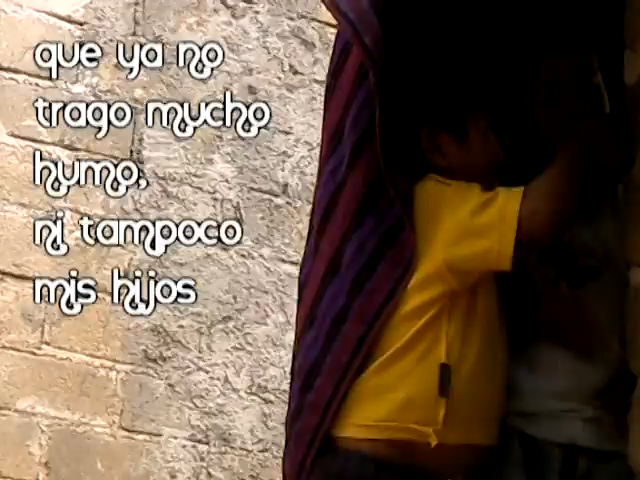 que ya no
trago mucho
humo,
ni tampoco
mis hijos